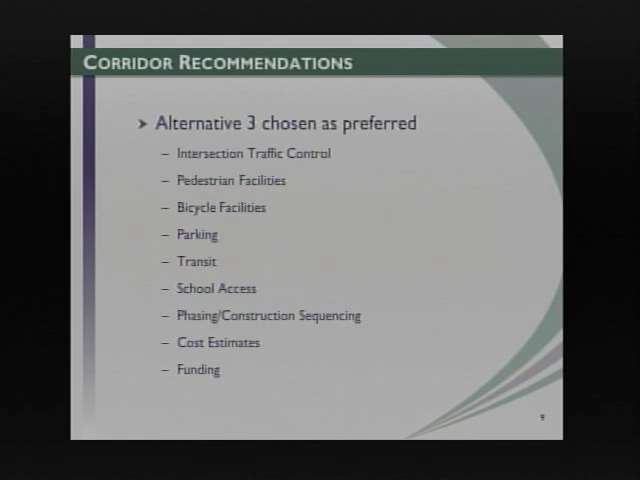 CORRIDOR RECOMMENDATIONS
➤ Alternative 3 chosen as preferred
– Intersection Traffic Control
– Pedestrian Facilities
– Bicycle Facilities
– Parking
– Transit
– School Access
– Phasing/Construction Sequencing
– Cost Estimates
– Funding
9